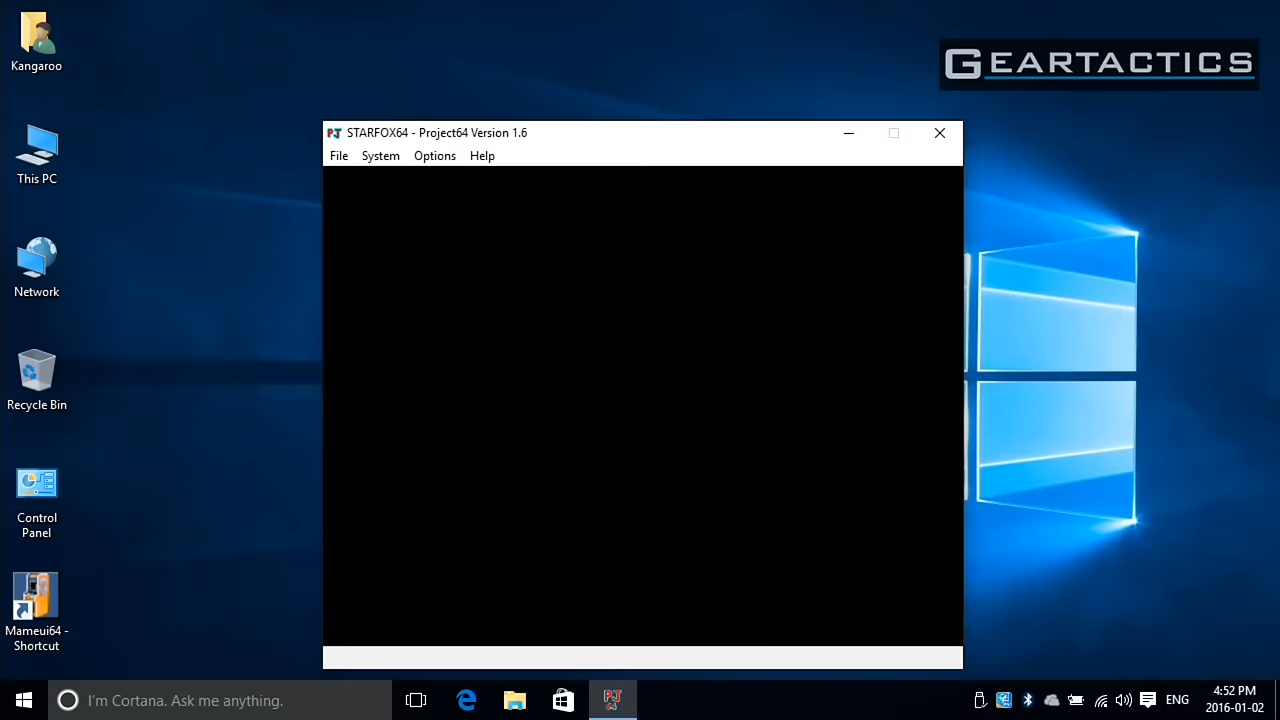 Kangaroo
This PC
Network
Recycle Bin
Control
Panel
Mameui64 -
Shortcut
GEARTACTICS
STARFOX64 - Project64 Version 1.6
File System Options Help
I'm Cortana. Ask me anything.
ENG
4:52 PM
2016-01-02